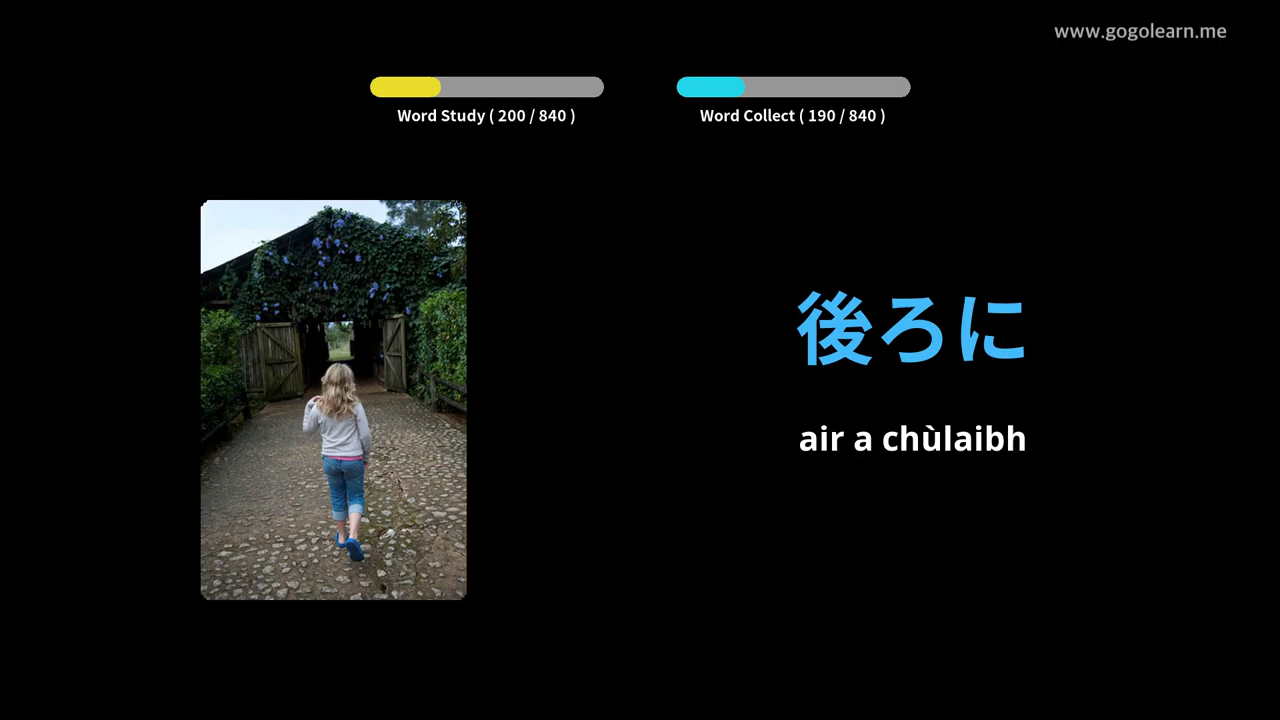 www.gogolearn.me
Word Study ( 200 / 840 )
Word Collect ( 190 / 840 )
後ろに
air a chùlaibh